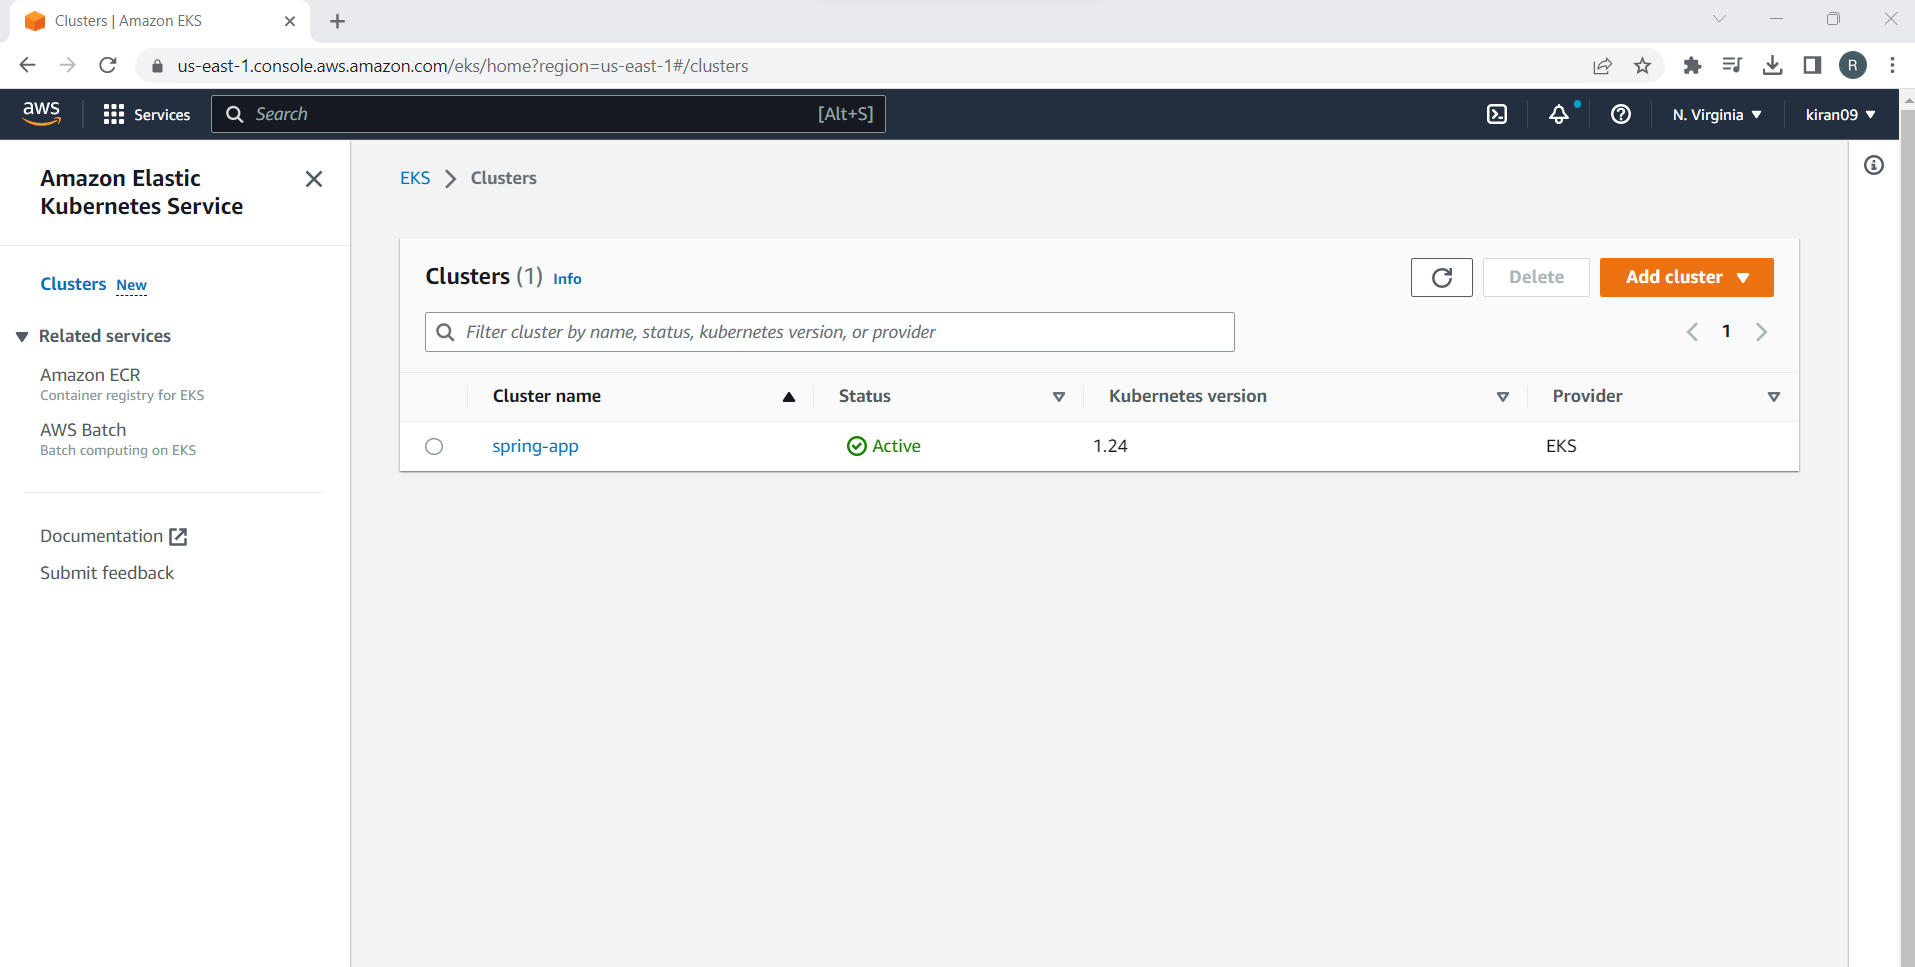 Clusters | Amazon EKS
us-east-1.console.aws.amazon.com/eks/home?region=us-east-1#/clusters
R
aws
Services
Search
[Alt+S]
N. Virginia
kiran09
Amazon Elastic
Kubernetes Service
Clusters New
Related services
Amazon ECR
Container registry for EKS
AWS Batch
Batch computing on EKS
Documentation
Submit feedback
EKS Clusters
Clusters (1) Info
Delete
Add cluster
Filter cluster by name, status, kubernetes version, or provider
1
Cluster name Status Kubernetes version Provider
spring-app Active 1.24 EKS